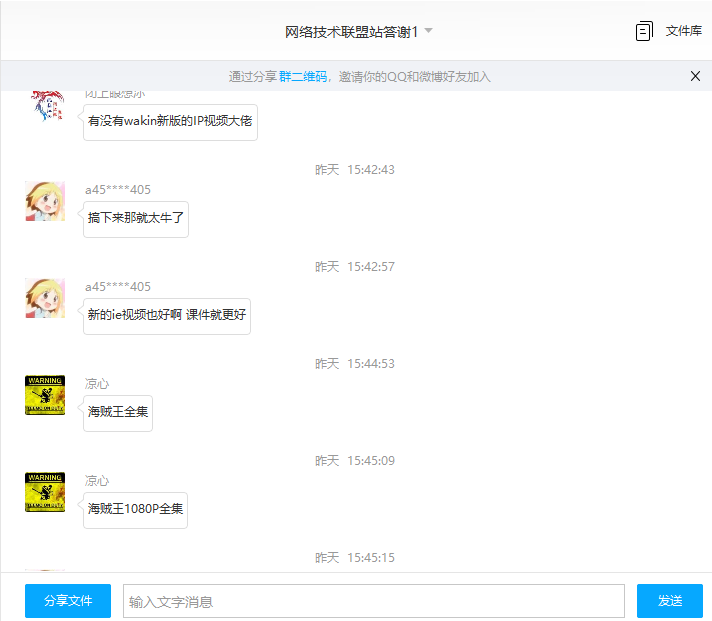 网络技术联盟站答谢1
文件库
通过分享 群二维码，邀请你的QQ和微博好友加入
闭上眼想你
有没有wakin新版的IP视频大佬
昨天 15:42:43
a45****405
搞下来那就太牛了
昨天 15:42:57
a45****405
新的ie视频也好啊 课件就更好
昨天 15:44:53
WARNING
凉心
海贼王全集
昨天 15:45:09
WARNING
凉心
海贼王1080P全集
昨天 15:45:15
分享文件
输入文字消息
发送